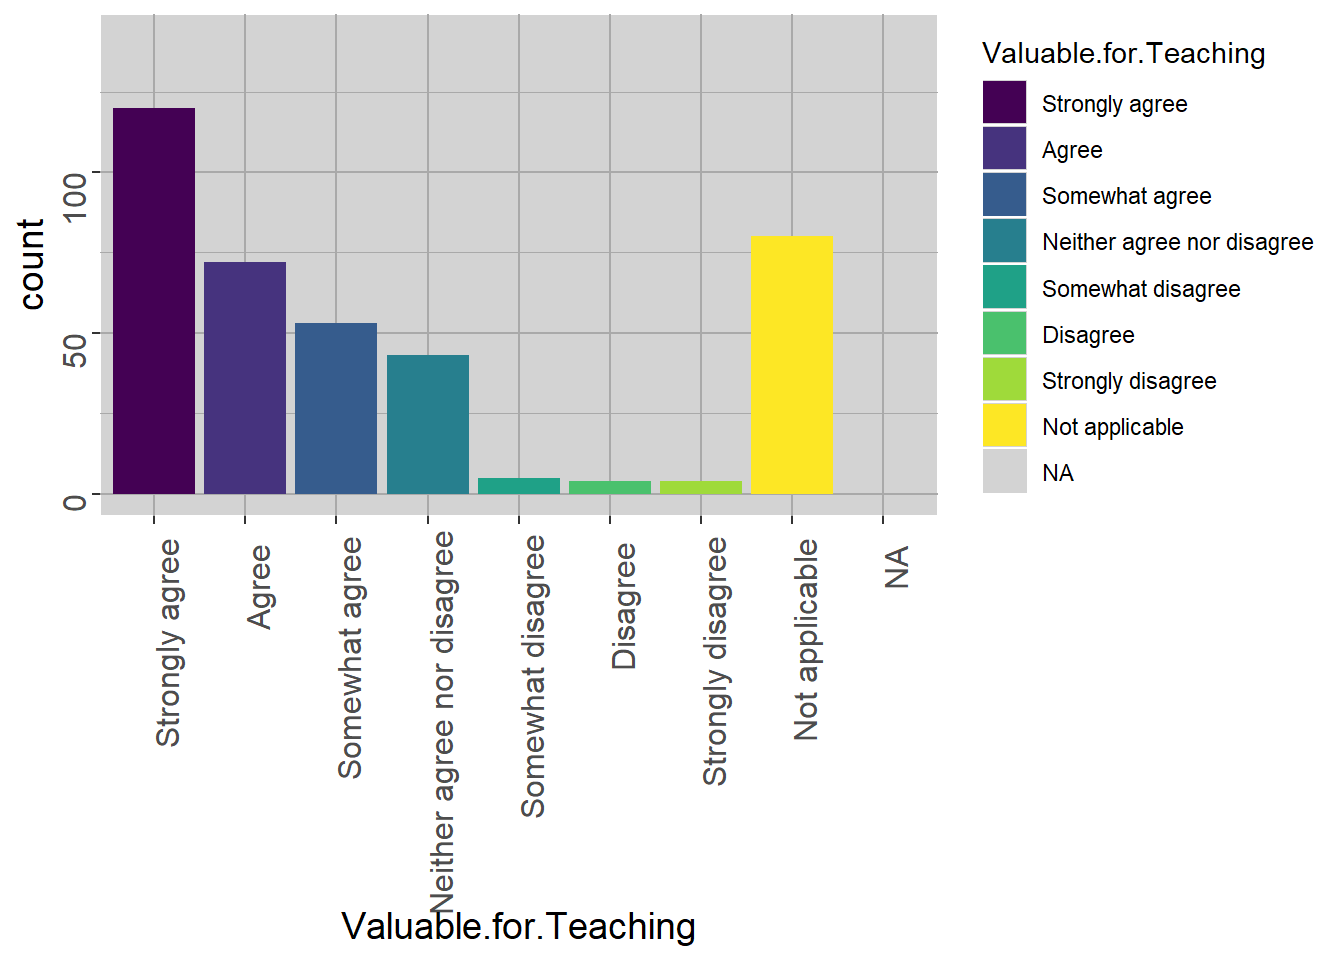 count
100
50
0
Strongly agree
Agree
Somewhat agree
Neither agree nor disagree
Somewhat disagree
Disagree
Strongly disagree
Not applicable
NA
Valuable.for.Teaching
Valuable.for.Teaching
Strongly agree
Agree
Somewhat agree
Neither agree nor disagree
Somewhat disagree
Disagree
Strongly disagree
Not applicable
NA